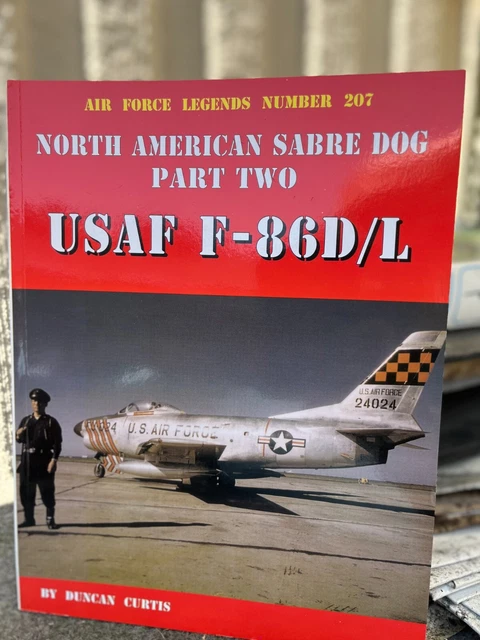 AIR FORCE LEGENDS NUMBER 207
NORTH AMERICAN SABRE DOG
PART TWO
USAF F-86D/L
U.S. AIR FORCE
24024
U.S. AIR FORCE
BY DUNCAN CURTIS